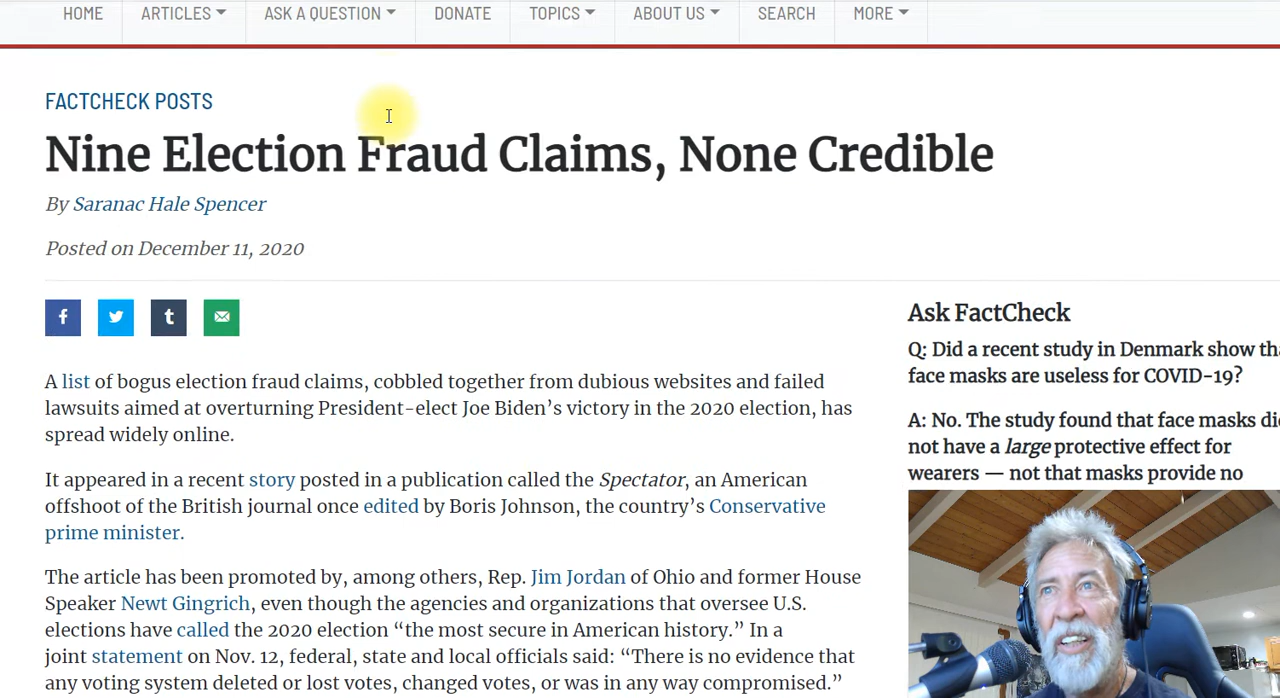 HOME ARTICLES ASK A QUESTION DONATE TOPICS ABOUT US SEARCH MORE
FACTCHECK POSTS
Nine Election Fraud Claims, None Credible
By Saranac Hale Spencer
Posted on December 11, 2020
A list of bogus election fraud claims, cobbled together from dubious websites and failed
lawsuits aimed at overturning President-elect Joe Biden’s victory in the 2020 election, has
spread widely online.
It appeared in a recent story posted in a publication called the Spectator, an American
offshoot of the British journal once edited by Boris Johnson, the country’s Conservative
prime minister.
The article has been promoted by, among others, Rep. Jim Jordan of Ohio and former House
Speaker Newt Gingrich, even though the agencies and organizations that oversee U.S.
elections have called the 2020 election “the most secure in American history.” In a
joint statement on Nov. 12, federal, state and local officials said: “There is no evidence that
any voting system deleted or lost votes, changed votes, or was in any way compromised.”
Ask FactCheck
Q: Did a recent study in Denmark show
face masks are useless for COVID-19?
A: No. The study found that face masks
not have a large protective effect for
wearers — not that masks provide no